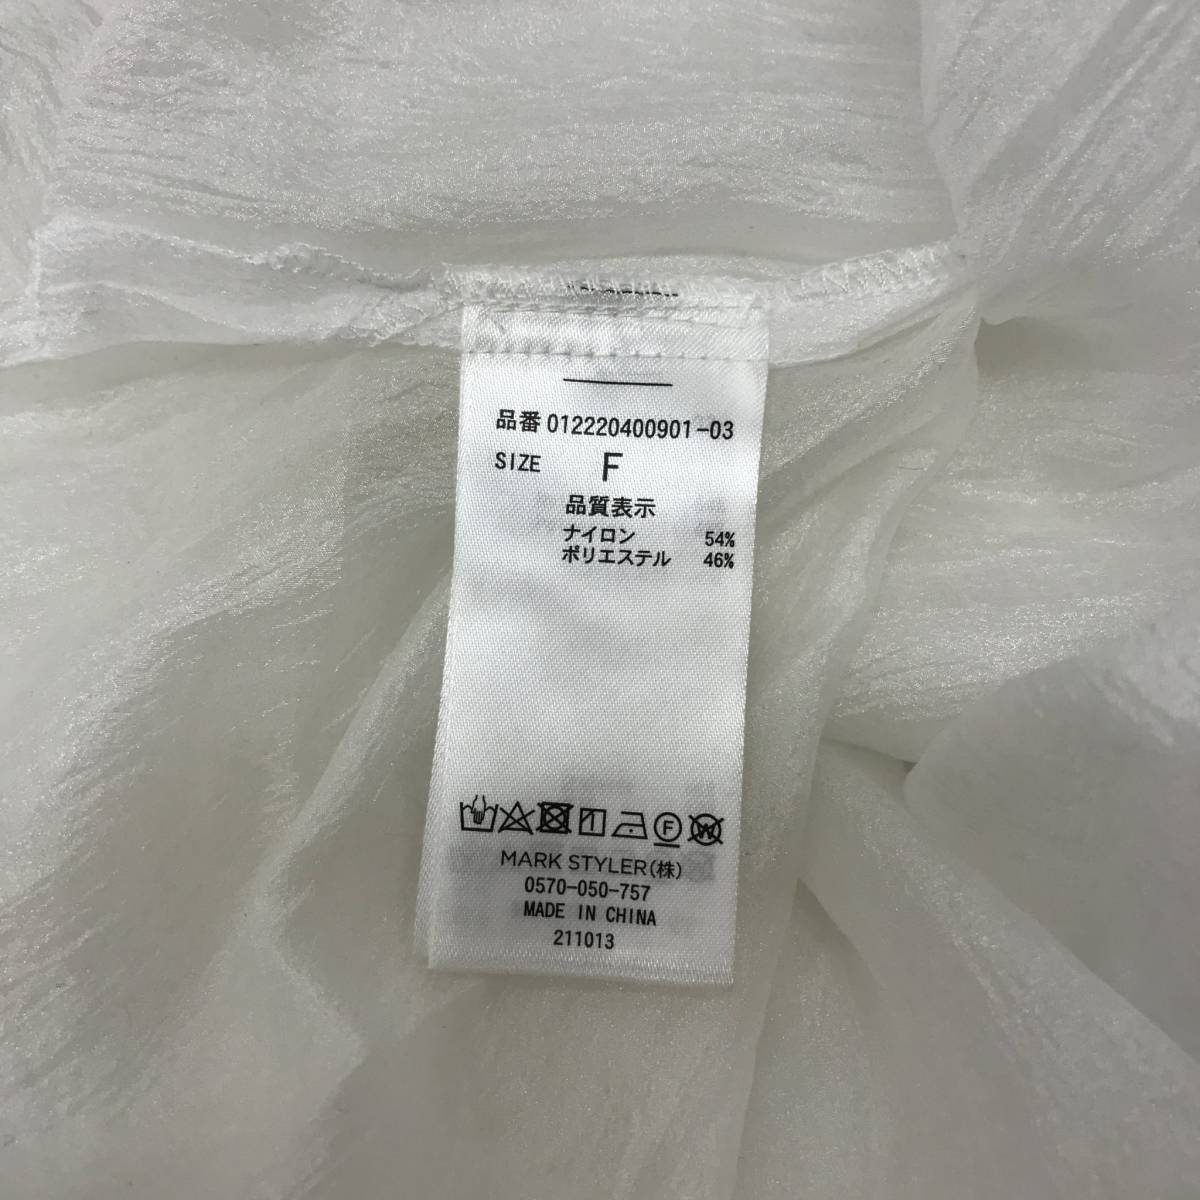 品番 012220400901-03
SIZE F
品質表示
ナイロン 54%
ポリエステル 46%
F W
MARK STYLER(株)
0570-050-757
MADE IN CHINA
211013